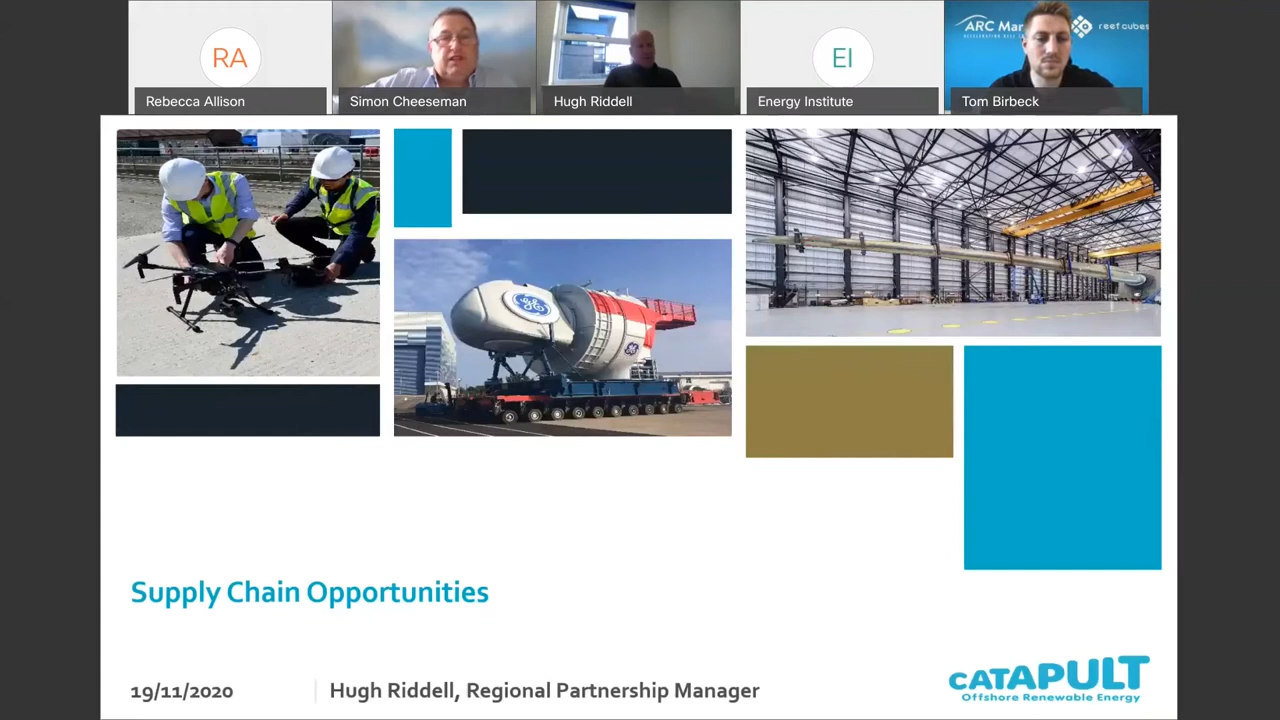 RA
Rebecca Allison
Simon Cheeseman
Hugh Riddell
EI
Energy Institute
ARC Mar
reef cubes
Tom Birbeck
GE
Supply Chain Opportunities
19/11/2020
Hugh Riddell, Regional Partnership Manager
CATAPULT
Offshore Renewable Energy